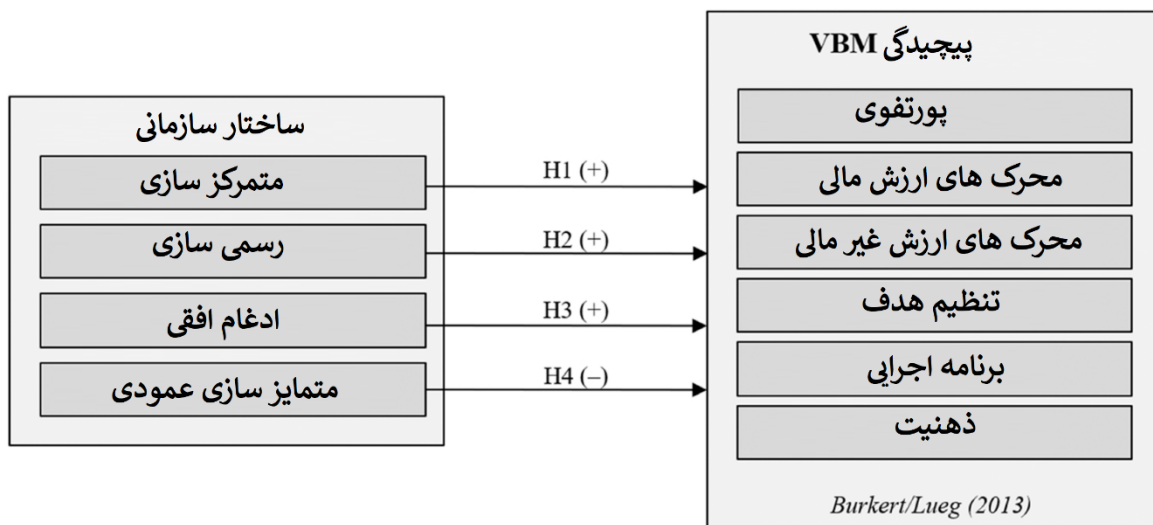 ساختار سازمانی
متمرکز سازی
رسمی سازی
ادغام افقی
متمایز سازی عمودی
H1 (+)
H2 (+)
H3 (+)
H4 (–)
پیچیدگی VBM
پورتفوی
محرک های ارزش مالی
محرک های ارزش غیر مالی
تنظیم هدف
برنامه اجرایی
ذهنیت
Burkert/Lueg (2013)